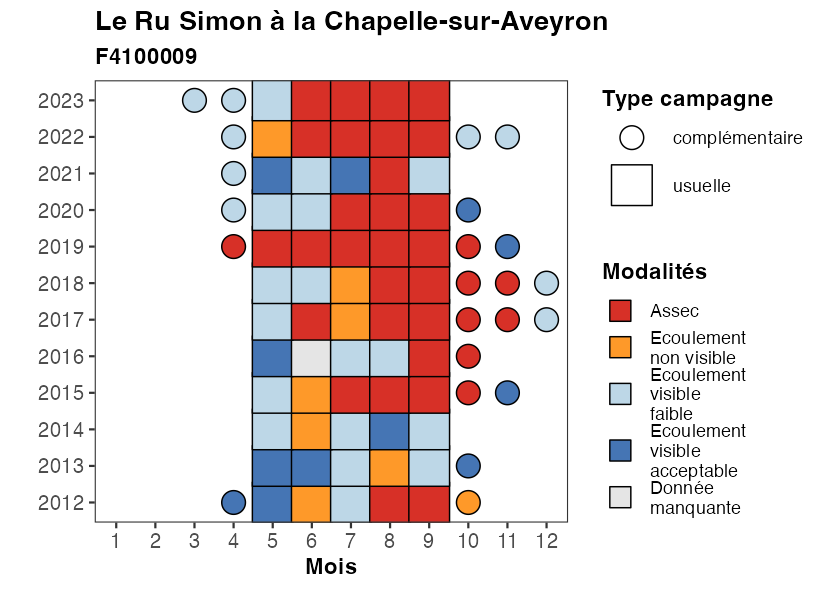 Le Ru Simon à la Chapelle-sur-Aveyron
F4100009
2023
2022
2021
2020
2019
2018
2017
2016
2015
2014
2013
2012
1 2 3 4 5 6 7 8 9 10 11 12
Mois
Type campagne
complémentaire
usuelle
Modalités
Assec
Ecoulement
non visible
Ecoulement
visible
faible
Ecoulement
visible
acceptable
Donnée
manquante